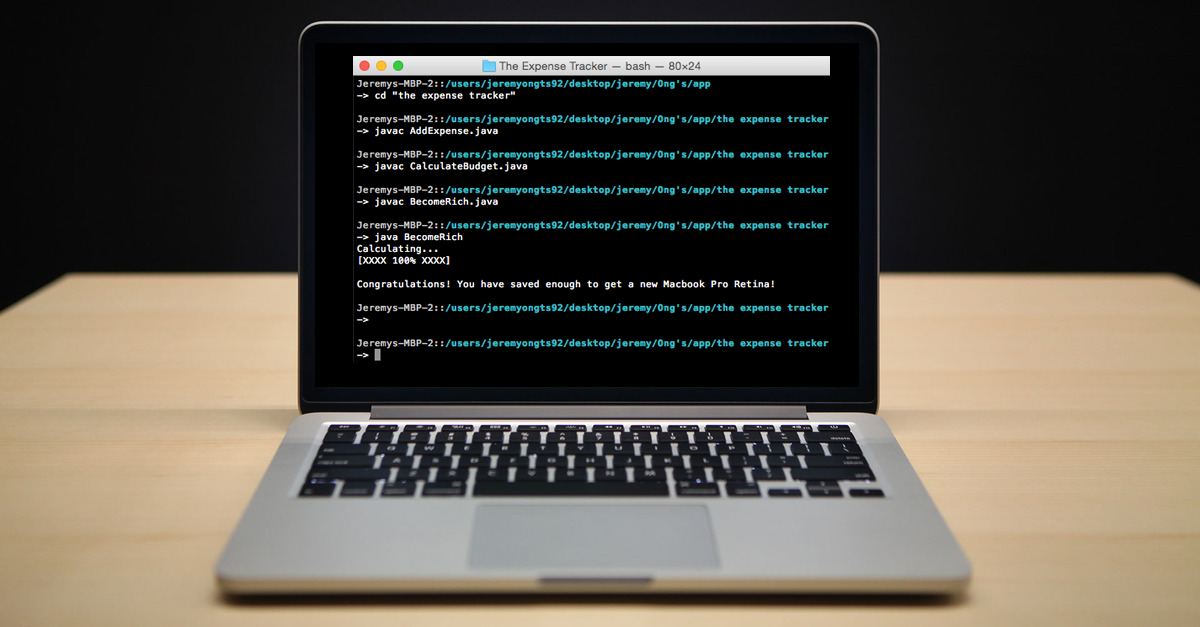 The Expense Tracker — bash — 80×24
Jeremys-MBP-2::/users/jeremyongts92/desktop/jeremy/Ong's/app
-> cd "the expense tracker"
Jeremys-MBP-2::/users/jeremyongts92/desktop/jeremy/Ong's/app/the expense tracker
-> javac AddExpense.java
Jeremys-MBP-2::/users/jeremyongts92/desktop/jeremy/Ong's/app/the expense tracker
-> javac CalculateBudget.java
Jeremys-MBP-2::/users/jeremyongts92/desktop/jeremy/Ong's/app/the expense tracker
-> javac BecomeRich.java
Jeremys-MBP-2::/users/jeremyongts92/desktop/jeremy/Ong's/app/the expense tracker
-> java BecomeRich
Calculating...
[XXXX 100% XXXX]
Congratulations! You have saved enough to get a new Macbook Pro Retina!
Jeremys-MBP-2::/users/jeremyongts92/desktop/jeremy/Ong's/app/the expense tracker
->
Jeremys-MBP-2::/users/jeremyongts92/desktop/jeremy/Ong's/app/the expense tracker
->